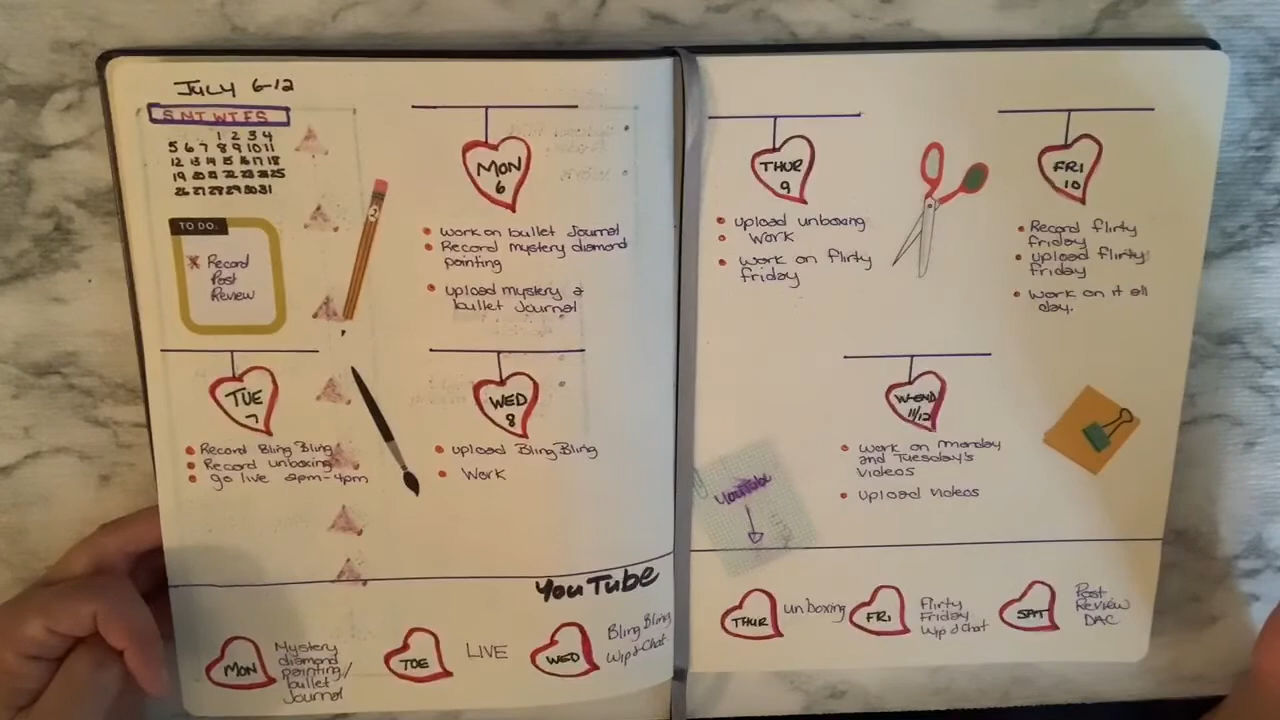 July 6-12
S M T W T F S
1 2 3 4
5 6 7 8 9 10 11
12 13 14 15 16 17 18
19 20 21 22 23 24 25
26 27 28 29 30 31
TO DO:
Record
Post
Review
MON
6
Work on bullet Journal
Record mystery diamond
painting
upload mystery &
bullet Journal
TUE
7
Record Bling Bling
Record unboxing
go live 2pm-4pm
WED
8
upload Bling Bling
Work
YouTube
MON
Mystery
diamond
painting/
bullet
Journal
TUE
LIVE
WED
Bling Bling
Wip & Chat
THUR
9
upload unboxing
Work
Work on flirty
friday
FRI
10
Record flirty
friday
upload flirty
friday
Work on it all
day.
W-END
11/12
Work on monday
and Tuesday's
videos
upload videos
YouTube
THUR
unboxing
FRI
Flirty
Friday
Wip & Chat
SAT
Post
Review
DAC
2